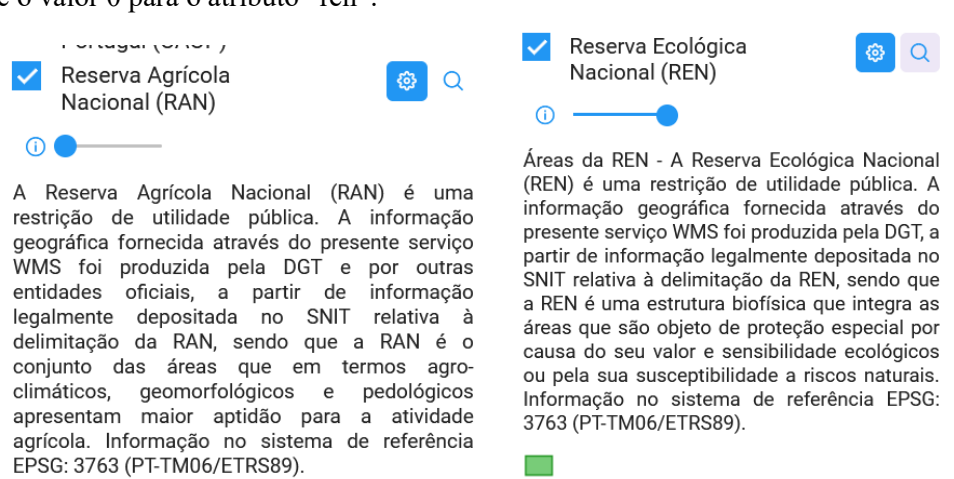 o valor 0 para o atributo "ren".
Reserva Agrícola
Nacional (RAN)
A Reserva Agrícola Nacional (RAN) é uma
restrição de utilidade pública. A informação
geográfica fornecida através do presente serviço
WMS foi produzida pela DGT e por outras
entidades oficiais, a partir de informação
legalmente depositada no SNIT relativa à
delimitação da RAN, sendo que a RAN é o
conjunto das áreas que em termos agro-
climáticos, geomorfológicos e pedológicos
apresentam maior aptidão para a atividade
agrícola. Informação no sistema de referência
EPSG: 3763 (PT-TM06/ETRS89).
Reserva Ecológica
Nacional (REN)
Áreas da REN - A Reserva Ecológica Nacional
(REN) é uma restrição de utilidade pública. A
informação geográfica fornecida através do
presente serviço WMS foi produzida pela DGT, a
partir de informação legalmente depositada no
SNIT relativa à delimitação da REN, sendo que
a REN é uma estrutura biofísica que integra as
áreas que são objeto de proteção especial por
causa do seu valor e sensibilidade ecológicos
ou pela sua susceptibilidade a riscos naturais.
Informação no sistema de referência EPSG:
3763 (PT-TM06/ETRS89).